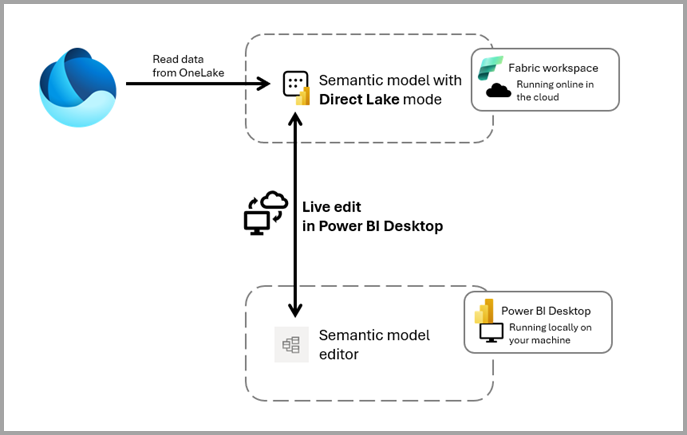 Read data
from OneLake
Semantic model with
Direct Lake mode
Fabric workspace
Running online in
the cloud
Live edit
in Power BI Desktop
Semantic model
editor
Power BI Desktop
Running locally on
your machine